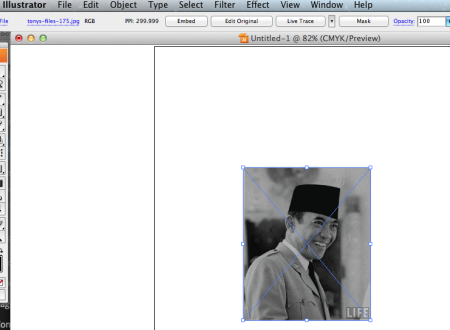 Illustrator File Edit Object Type Select Filter Effect View Window Help
File tonys-files-175.jpg RGB PPI: 299.999 Embed Edit Original Live Trace Mask Opacity: 100
Untitled-1 @ 82% (CMYK/Preview)
LIFE